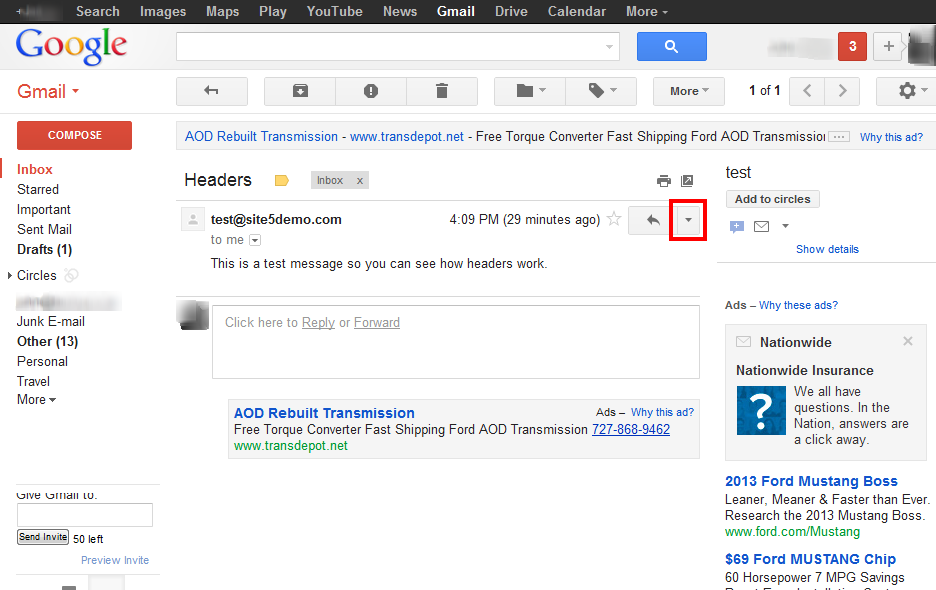 Search Images Maps Play YouTube News Gmail Drive Calendar More
Google
3
+
Gmail
More
1 of 1
COMPOSE
AOD Rebuilt Transmission - www.transdepot.net - Free Torque Converter Fast Shipping Ford AOD Transmission
Why this ad?
Inbox
Starred
Important
Sent Mail
Drafts (1)
Circles
Junk E-mail
Other (13)
Personal
Travel
More
Give Gmail to:
Send Invite 50 left
Preview Invite
Headers Inbox x
test@site5demo.com 4:09 PM (29 minutes ago)
to me
This is a test message so you can see how headers work.
Click here to Reply or Forward
AOD Rebuilt Transmission Ads – Why this ad?
Free Torque Converter Fast Shipping Ford AOD Transmission 727-868-9462
www.transdepot.net
test
Add to circles
Show details
Ads – Why these ads?
Nationwide
Nationwide Insurance
?
We all have
questions. In the
Nation, answers are
a click away.
2013 Ford Mustang Boss
Leaner, Meaner & Faster than Ever.
Research the 2013 Mustang Boss.
www.ford.com/Mustang
$69 Ford MUSTANG Chip
60 Horsepower 7 MPG Savings